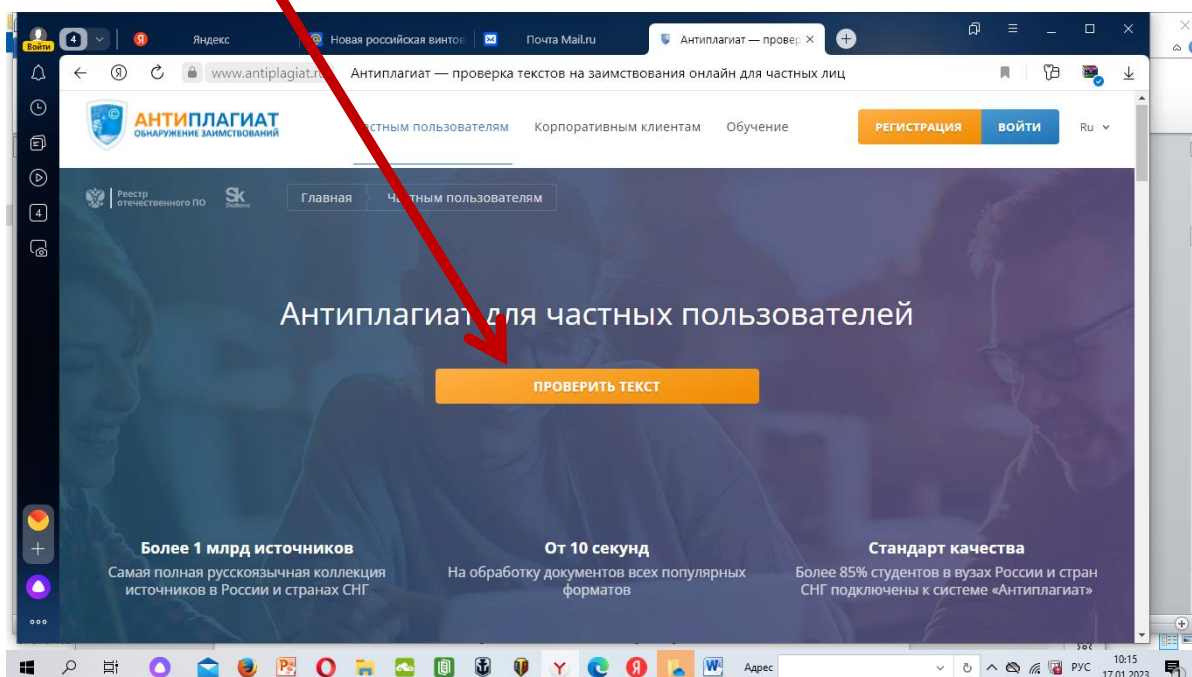 Войти
4
Яндекс
Новая российская винтов
Почта Mail.ru
Антиплагиат — провер
www.antiplagiat.r
Антиплагиат — проверка текстов на заимствования онлайн для частных лиц
АНТИПЛАГИАТ
ОБНАРУЖЕНИЕ ЗАИМСТВОВАНИЙ
пользователям
Корпоративным клиентам
Обучение
РЕГИСТРАЦИЯ
ВОЙТИ
Ru
Реестр
отечественного ПО
Sk
Skolkovo
Главная
пользователям
4
Антиплагиат для частных пользователей
ПРОВЕРИТЬ ТЕКСТ
Более 1 млрд источников
Самая полная русскоязычная коллекция
источников в России и странах СНГ
От 10 секунд
На обработку документов всех популярных
форматов
Стандарт качества
Более 85% студентов в вузах России и стран
СНГ подключены к системе «Антиплагиат»
Адрес
РУС
10:15
17.01.2023